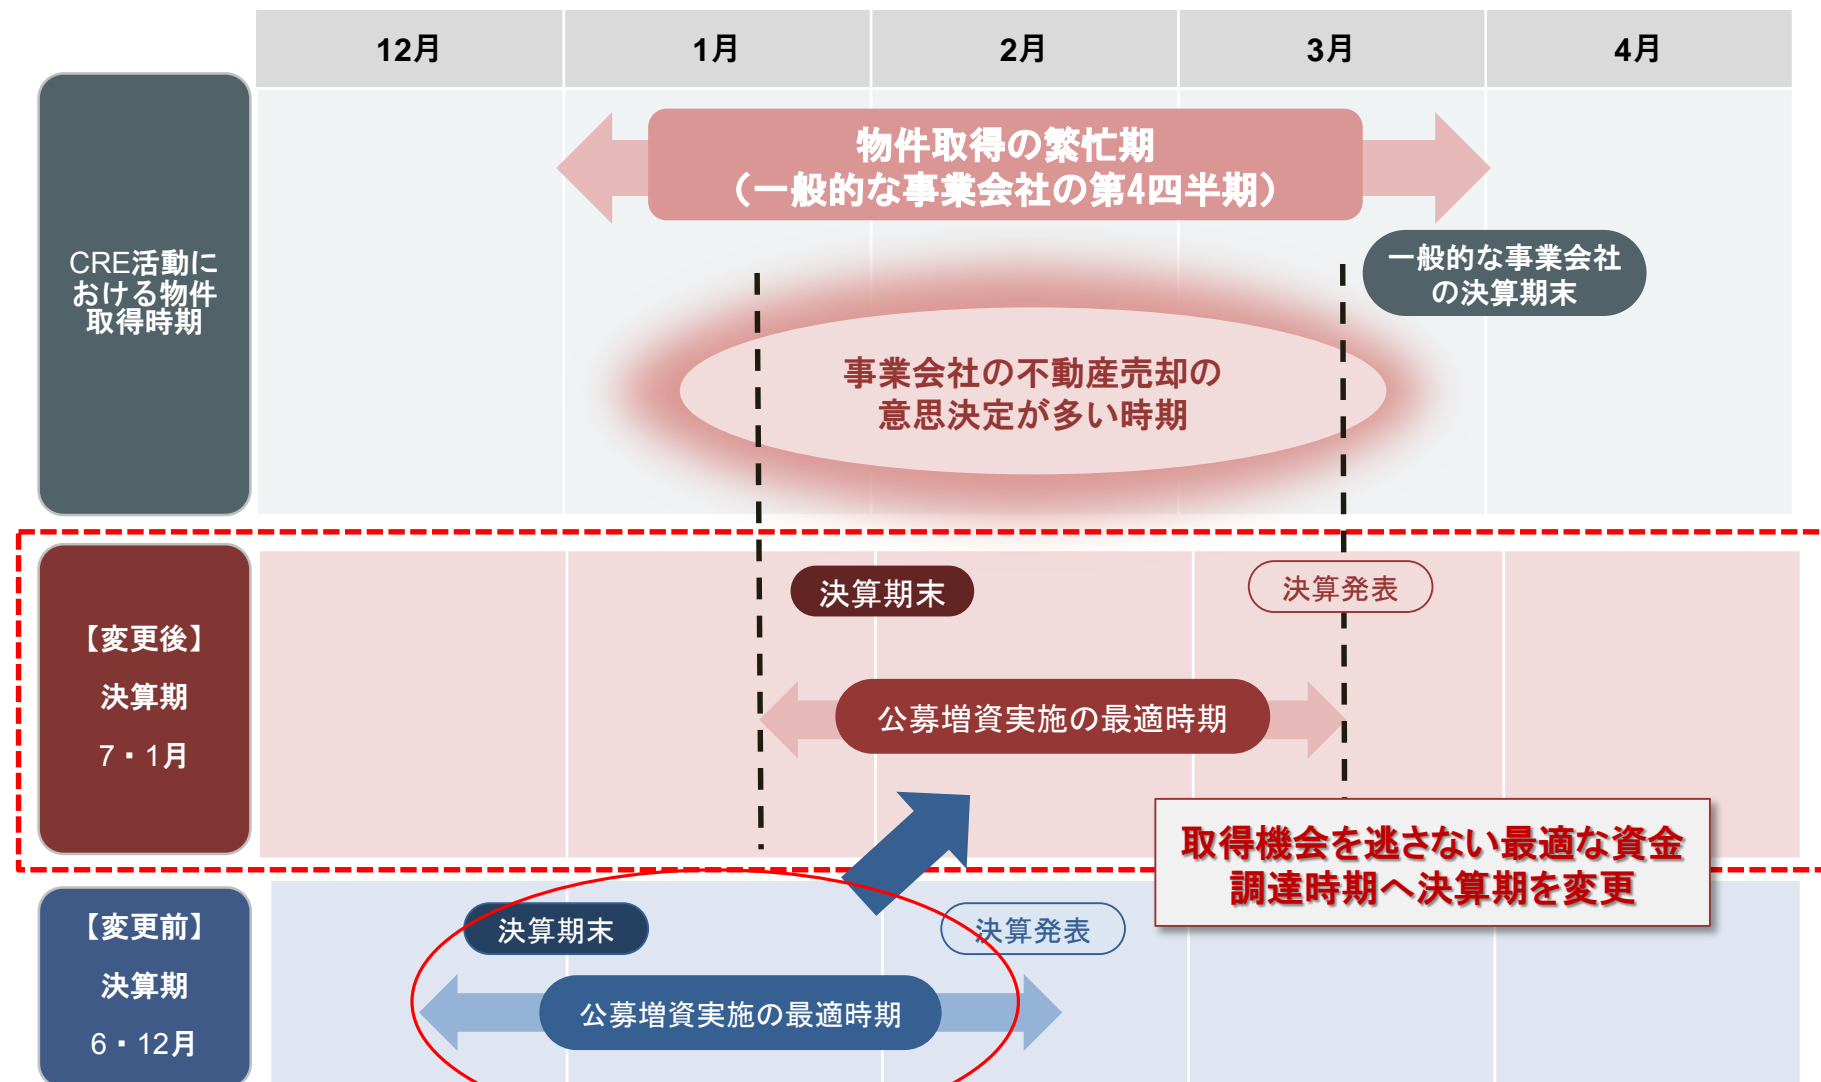 12月
1月
2月
3月
4月
CRE活動に
おける物件
取得時期
物件取得の繁忙期
（一般的な事業会社の第4四半期）
一般的な事業会社
の決算期末
事業会社の不動産売却の
意思決定が多い時期
【変更後】
決算期
7・1月
決算期末
決算発表
公募増資実施の最適時期
取得機会を逃さない最適な資金
調達時期へ決算期を変更
【変更前】
決算期
6・12月
決算期末
決算発表
公募増資実施の最適時期